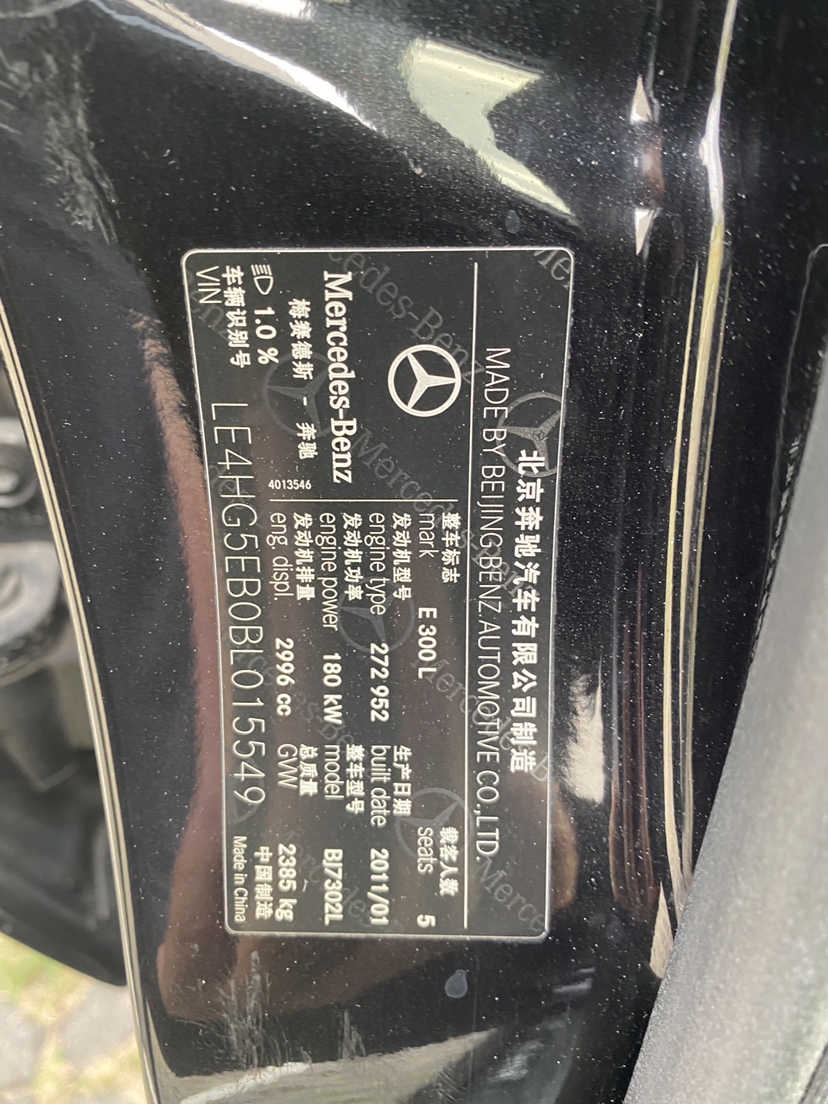 北京奔驰汽车有限公司制造
MADE BY BEIJING BENZ AUTOMOTIVE CO.,LTD.
Mercedes-Benz
梅赛德斯 - 奔驰
4013546
1.0 %
整车标志
mark E 300 L
载客人数
seats 5
发动机型号
engine type 272 952
生产日期
built date 2011/01
发动机功率
engine power 180 kW
整车型号
model BJ7302L
发动机排量
eng. displ 2996 cc
总质量
GVW 2385 kg
车辆识别号
VIN LE4HG5EB0BL015549
中国制造
Made in China